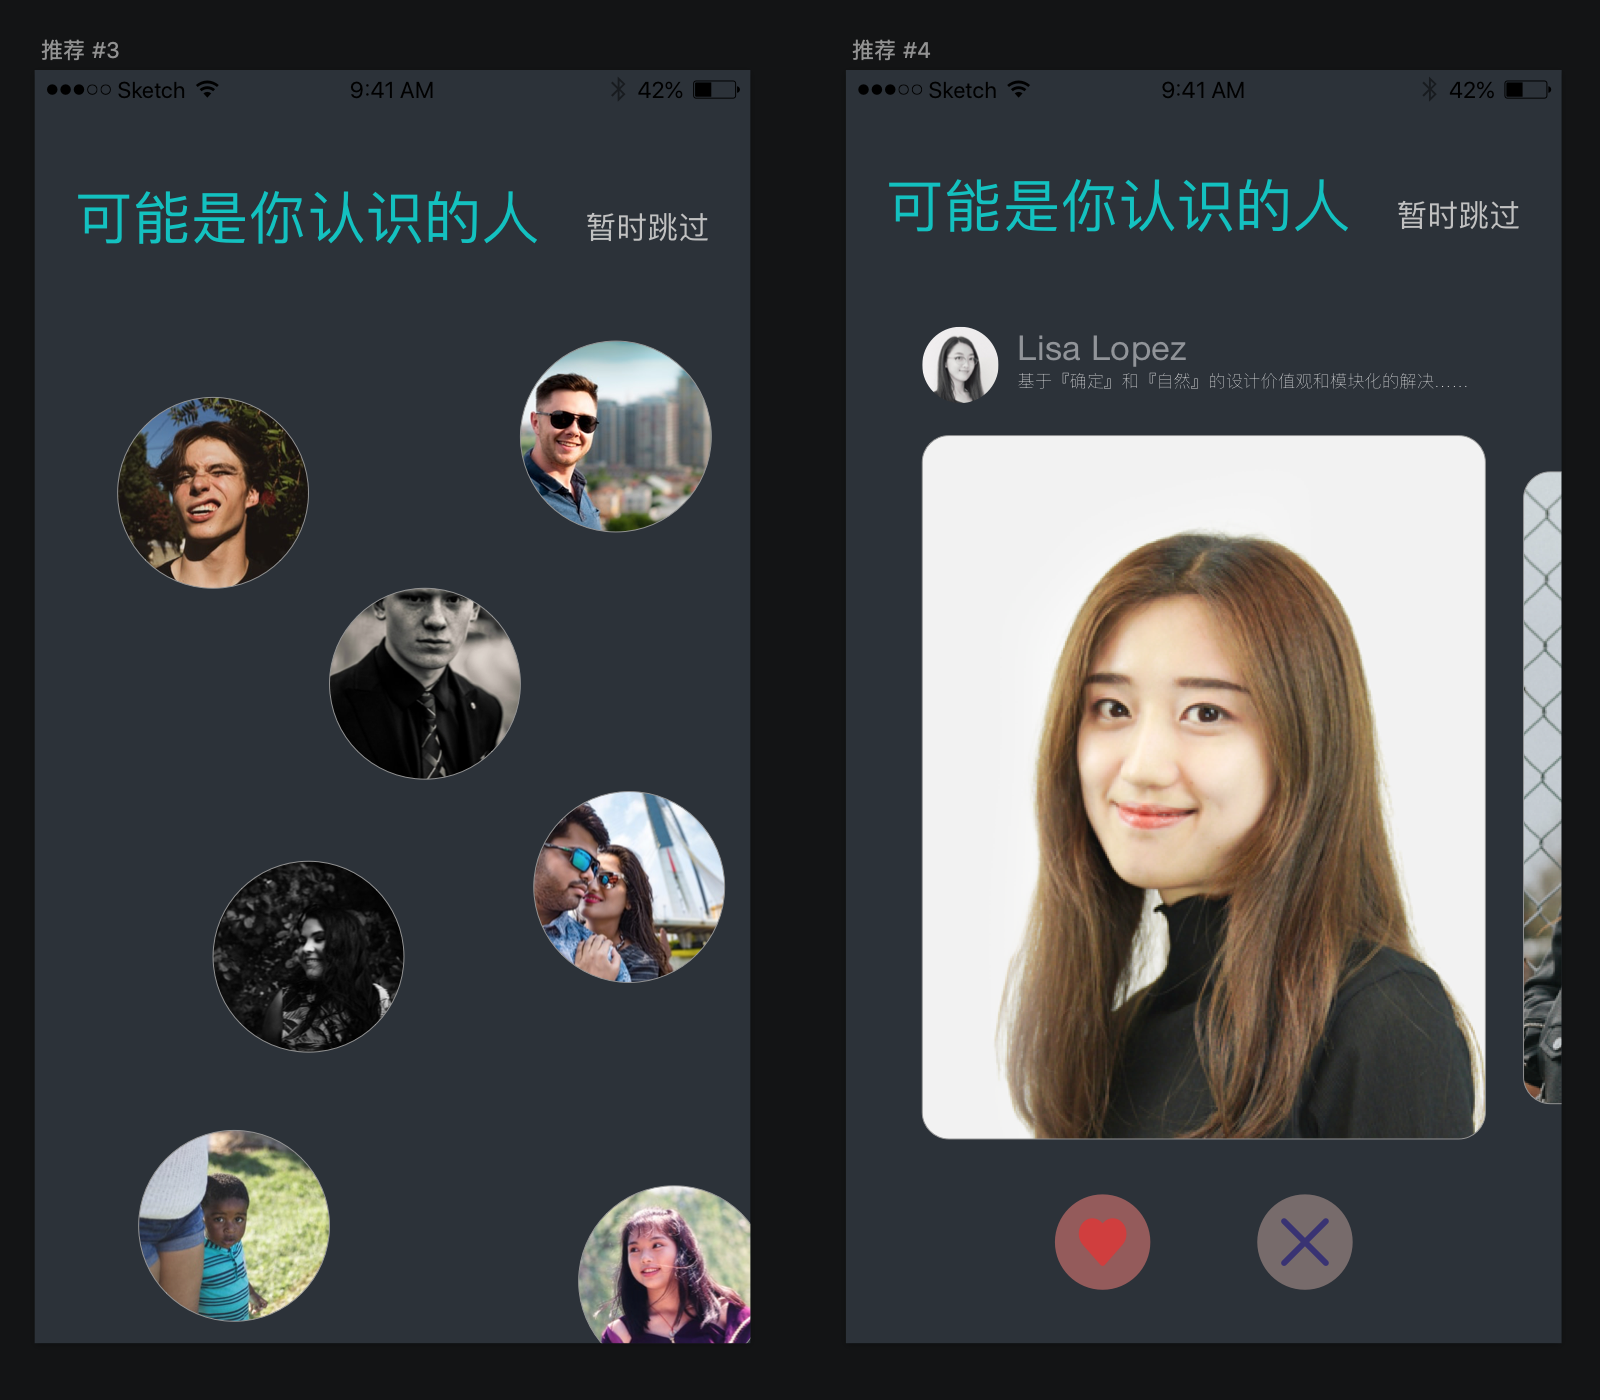 推荐 #3
Sketch 9:41 AM 42%
可能是你认识的人
暂时跳过
推荐 #4
Sketch 9:41 AM 42%
可能是你认识的人
暂时跳过
Lisa Lopez
基于『确定』和『自然』的设计价值观和模块化的解决……